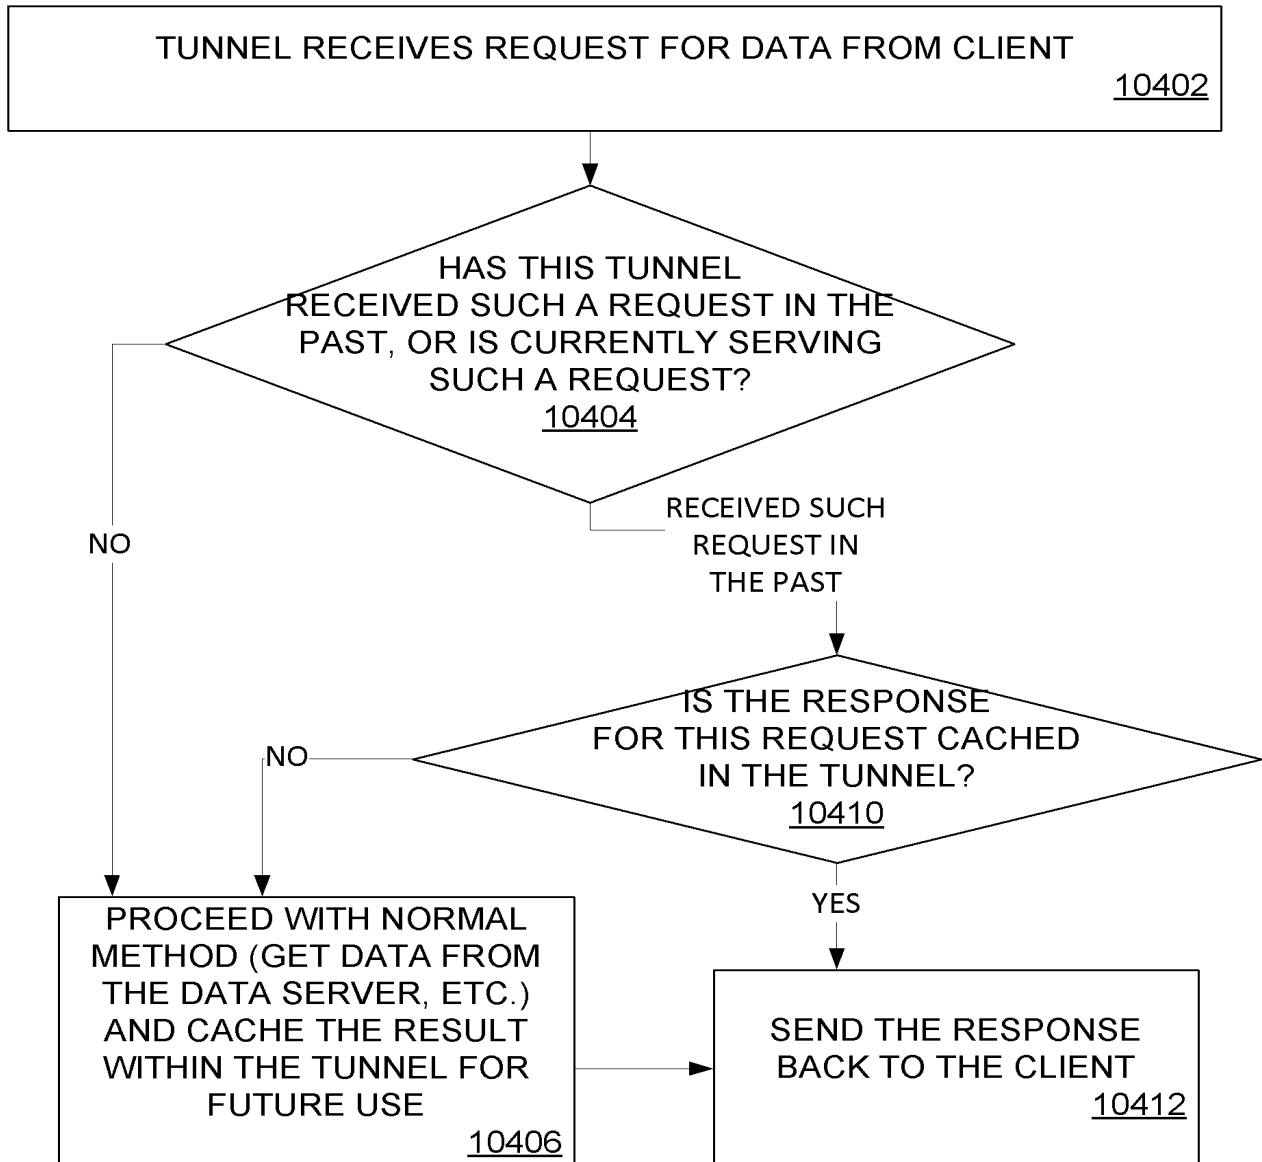 TUNNEL RECEIVES REQUEST FOR DATA FROM CLIENT
10402
HAS THIS TUNNEL
RECEIVED SUCH A REQUEST IN THE
PAST, OR IS CURRENTLY SERVING
SUCH A REQUEST?
10404
RECEIVED SUCH
REQUEST IN
THE PAST
NO
IS THE RESPONSE
FOR THIS REQUEST CACHED
IN THE TUNNEL?
10410
NO
YES
PROCEED WITH NORMAL
METHOD (GET DATA FROM
THE DATA SERVER, ETC.)
AND CACHE THE RESULT
WITHIN THE TUNNEL FOR
FUTURE USE
10406
SEND THE RESPONSE
BACK TO THE CLIENT
10412